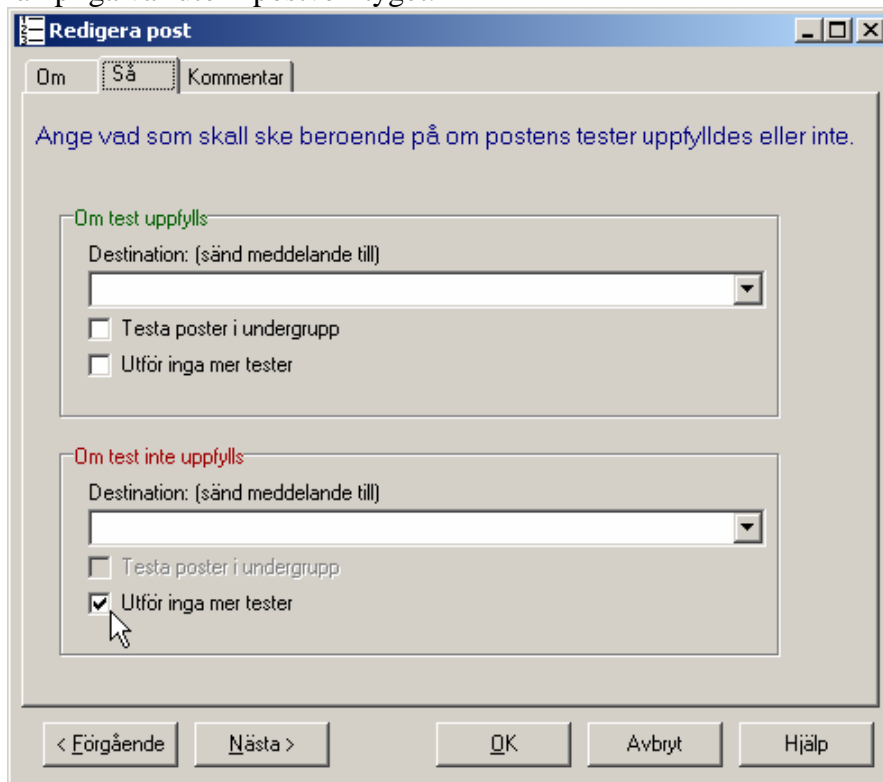 Redigera post
Om Så Kommentar
Ange vad som skall ske beroende på om postens tester uppfylldes eller inte.
Om test uppfylls
Destination: (sänd meddelande till)
Testa poster i undergrupp
Utför inga mer tester
Om test inte uppfylls
Destination: (sänd meddelande till)
Testa poster i undergrupp
Utför inga mer tester
< Förgående Nästa > OK Avbryt Hjälp